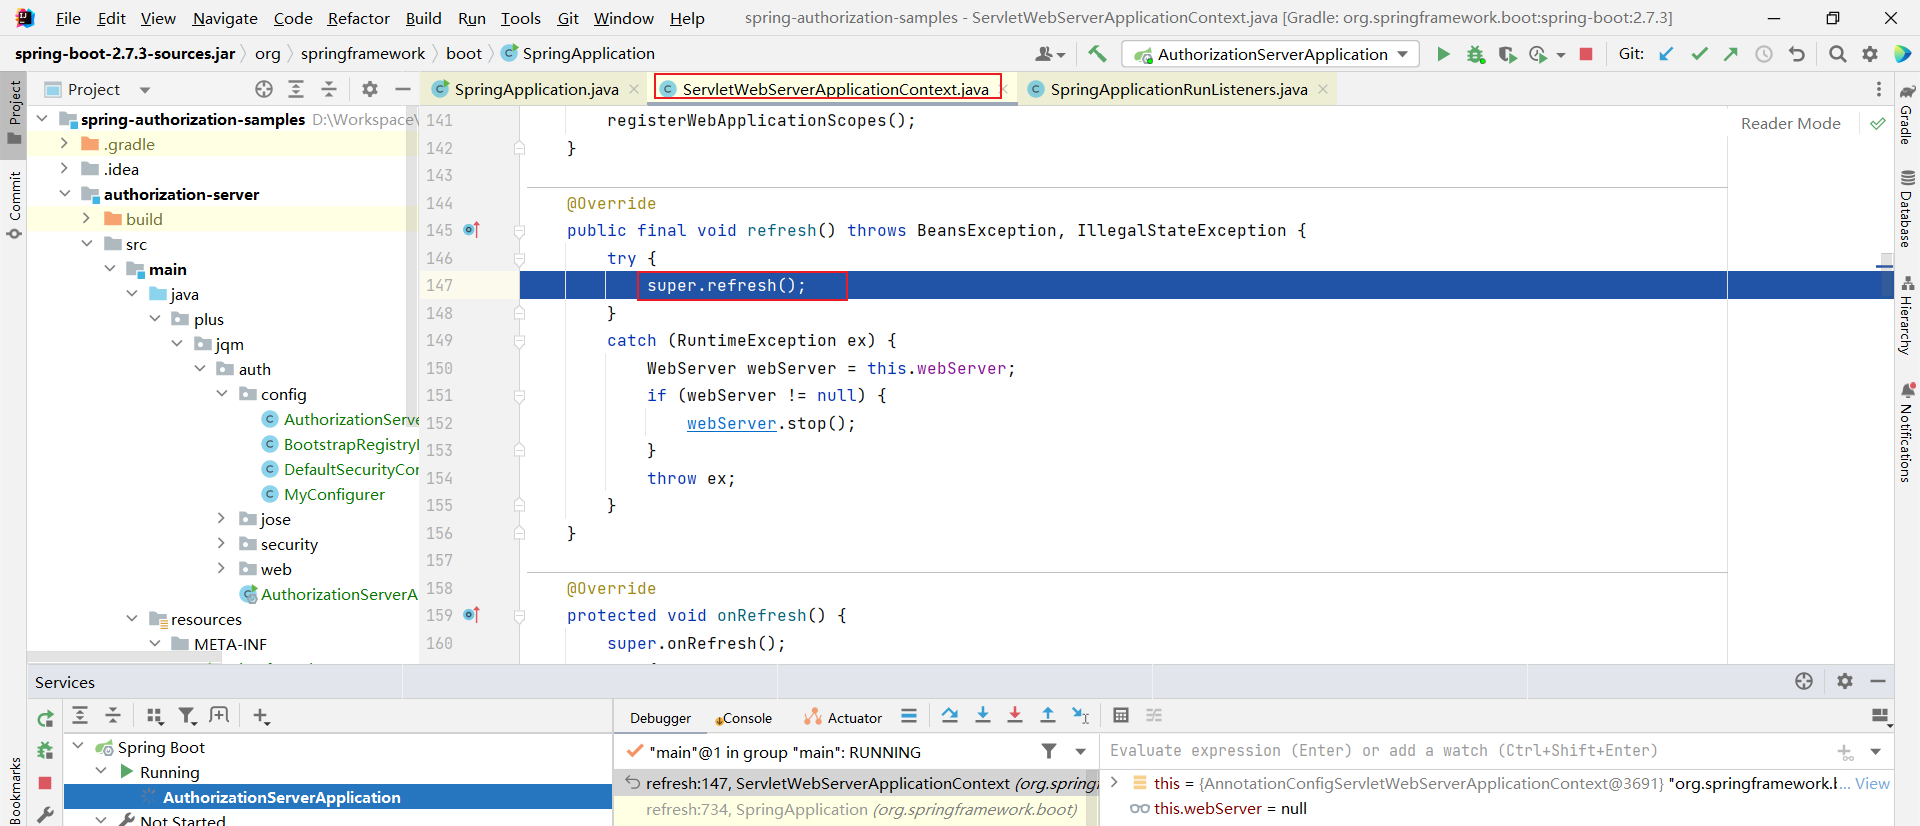 File Edit View Navigate Code Refactor Build Run Tools Git Window Help spring-authorization-samples - ServletWebServerApplicationContext.java [Gradle: org.springframework.boot:spring-boot:2.7.3]
spring-boot-2.7.3-sources.jar org springframework boot SpringApplication AuthorizationServerApplication Git:
Project SpringApplication.java ServletWebServerApplicationContext.java SpringApplicationRunListeners.java
Project
Commit
Bookmarks
spring-authorization-samples D:\Workspace\
.gradle
.idea
authorization-server
build
src
main
java
plus
jqm
auth
config
AuthorizationServe
BootstrapRegistryI
DefaultSecurityCon
MyConfigurer
jose
security
web
AuthorizationServerA
resources
META-INF
Reader Mode
141 registerWebApplicationScopes();
142 }
143
144 @Override
145 public final void refresh() throws BeansException, IllegalStateException {
146 try {
147 super.refresh();
148 }
149 catch (RuntimeException ex) {
150 WebServer webServer = this.webServer;
151 if (webServer != null) {
152 webServer.stop();
153 }
154 throw ex;
155 }
156 }
157
158 @Override
159 protected void onRefresh() {
160 super.onRefresh();
Gradle
Database
Hierarchy
Notifications
Services
Debugger Console Actuator
Spring Boot
Running
AuthorizationServerApplication
Not Started
"main"@1 in group "main": RUNNING
refresh:147, ServletWebServerApplicationContext (org.springf
refresh:734, SpringApplication (org.springframework.boot)
Evaluate expression (Enter) or add a watch (Ctrl+Shift+Enter)
this = {AnnotationConfigServletWebServerApplicationContext@3691} "org.springframework.b... View
this.webServer = null